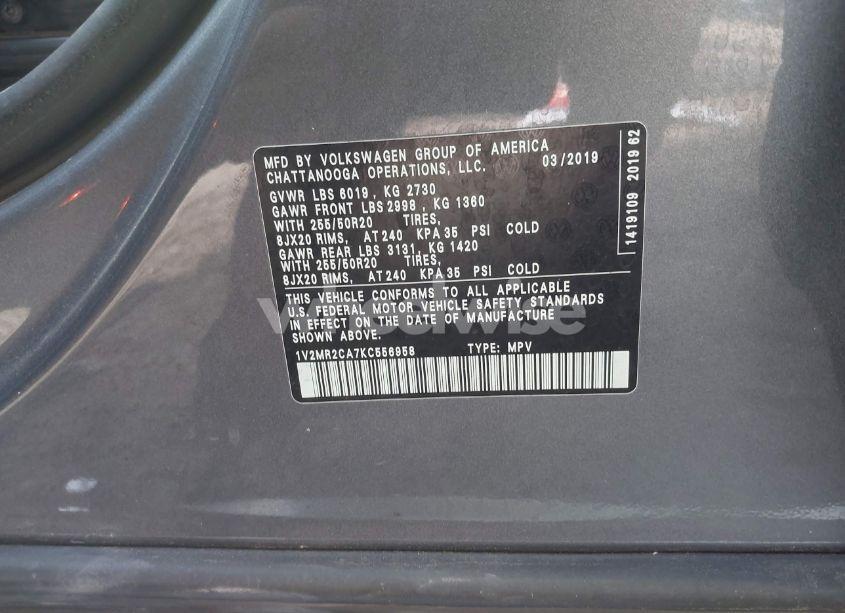 MFD BY VOLKSWAGEN GROUP OF AMERICA
CHATTANOOGA OPERATIONS, LLC. 03/2019
GVWR LBS 6019 , KG 2730
GAWR FRONT LBS 2998 , KG 1360
WITH 255/50R20 TIRES,
8JX20 RIMS, AT 240 KPA 35 PSI COLD
GAWR REAR LBS 3131, KG 1420
WITH 255/50R20 TIRES,
8JX20 RIMS, AT 240 KPA 35 PSI COLD
THIS VEHICLE CONFORMS TO ALL APPLICABLE
U.S. FEDERAL MOTOR VEHICLE SAFETY STANDARDS
IN EFFECT ON THE DATE OF MANUFACTURE
SHOWN ABOVE.
1V2MR2CA7KC556958 TYPE: MPV
1419109 2019 62